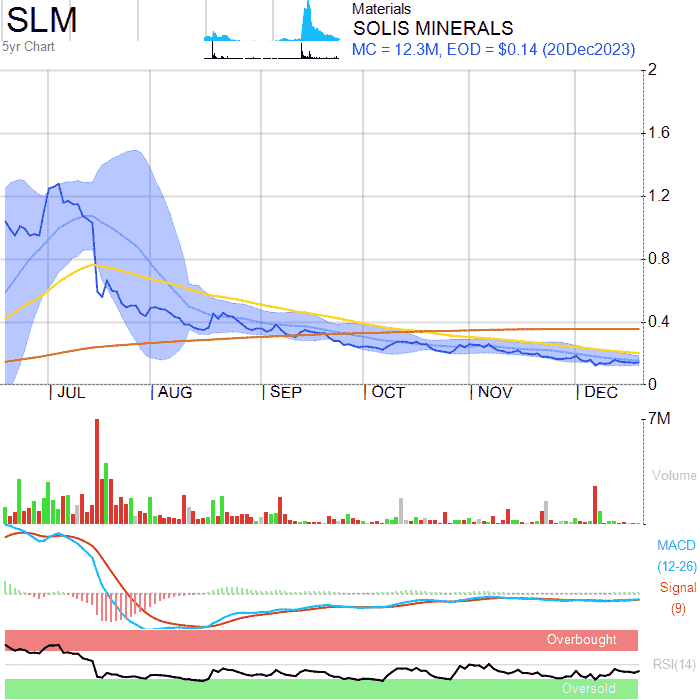 SLM
5yr Chart
Materials
SOLIS MINERALS
MC = 12.3M, EOD = $0.14 (20Dec2023)
2
1.6
1.2
0.8
0.4
0
JUL AUG SEP OCT NOV DEC
7M
Volume
MACD
(12-26)
Signal
(9)
Overbought
RSI(14)
Oversold